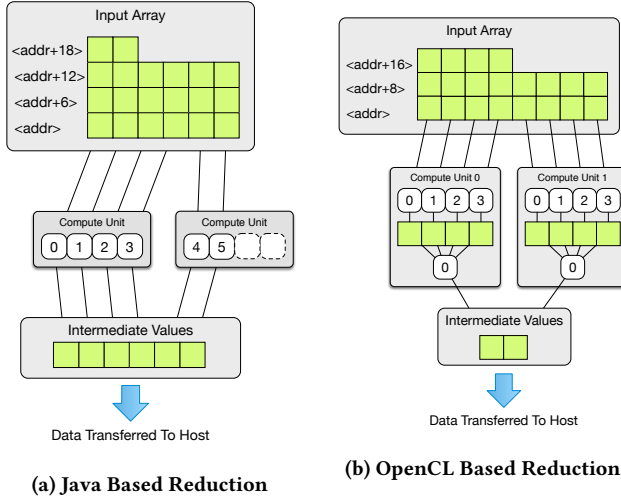 Input Array
<addr+18>
<addr+12>
<addr+6>
<addr>
Compute Unit
0 1 2 3
Compute Unit
4 5
Intermediate Values
Data Transferred To Host
(a) Java Based Reduction
Input Array
<addr+16>
<addr+8>
<addr>
Compute Unit 0
0 1 2 3
0
Compute Unit 1
0 1 2 3
0
Intermediate Values
Data Transferred To Host
(b) OpenCL Based Reduction